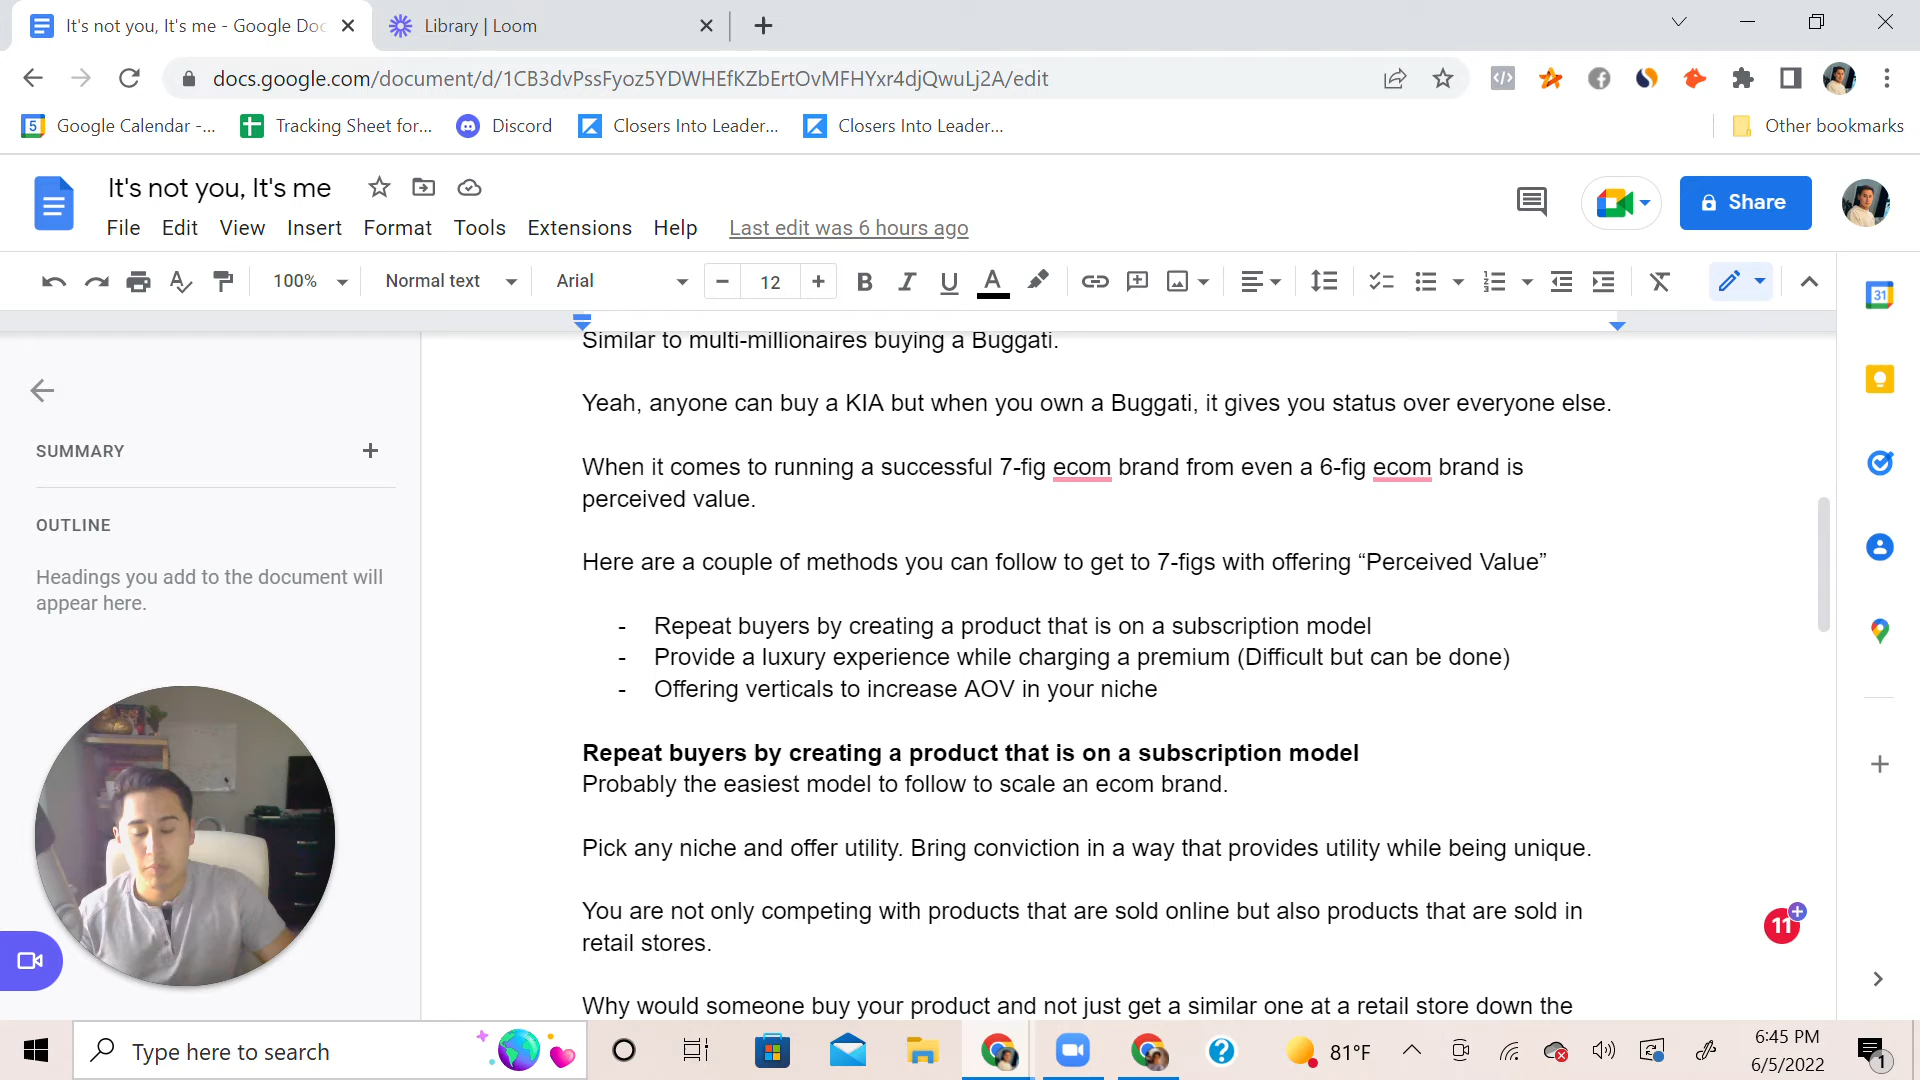 It's not you, It's me - Google Doc
Library | Loom
docs.google.com/document/d/1CB3dvPssFyoz5YDWHEfKZbErtOvMFHYxr4djQwuLj2A/edit
Google Calendar -...
Tracking Sheet for...
Discord
Closers Into Leader...
Closers Into Leader...
Other bookmarks
It's not you, It's me
File Edit View Insert Format Tools Extensions Help Last edit was 6 hours ago
Share
100% Normal text Arial 12
31
SUMMARY
OUTLINE
Headings you add to the document will
appear here.
Similar to multi-millionaires buying a Buggati.
Yeah, anyone can buy a KIA but when you own a Buggati, it gives you status over everyone else.
When it comes to running a successful 7-fig ecom brand from even a 6-fig ecom brand is
perceived value.
Here are a couple of methods you can follow to get to 7-figs with offering “Perceived Value”
- Repeat buyers by creating a product that is on a subscription model
- Provide a luxury experience while charging a premium (Difficult but can be done)
- Offering verticals to increase AOV in your niche
Repeat buyers by creating a product that is on a subscription model
Probably the easiest model to follow to scale an ecom brand.
Pick any niche and offer utility. Bring conviction in a way that provides utility while being unique.
You are not only competing with products that are sold online but also products that are sold in
retail stores.
Why would someone buy your product and not just get a similar one at a retail store down the
11
Type here to search
81°F
6:45 PM
6/5/2022
1